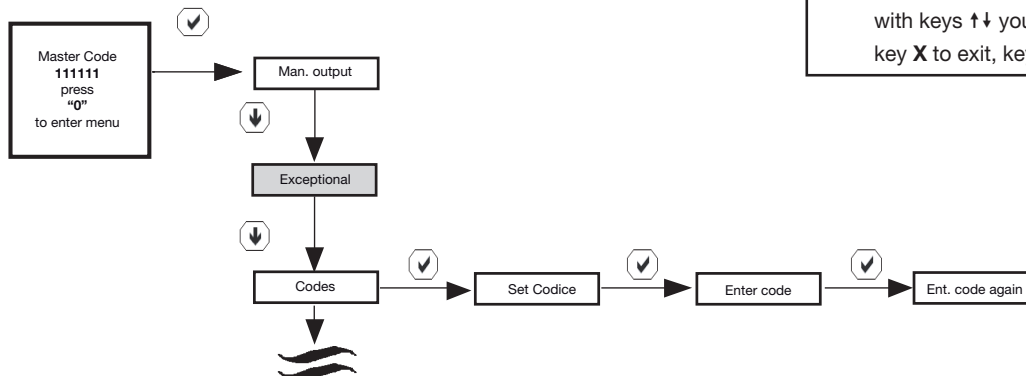 with keys ↑↓ you
key X to exit, key
Master Code
111111
press
“0”
to enter menu
Man. output
Exceptional
Codes
Set Codice
Enter code
Ent. code again